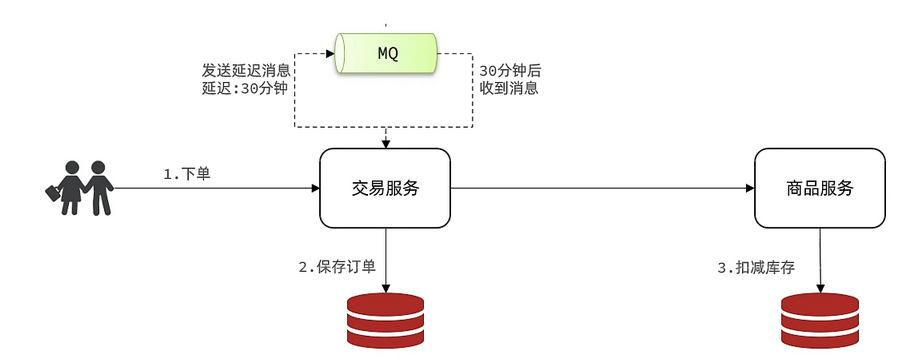 MQ
发送延迟消息
延迟:30分钟
30分钟后
收到消息
1.下单
交易服务
商品服务
2.保存订单
3.扣减库存